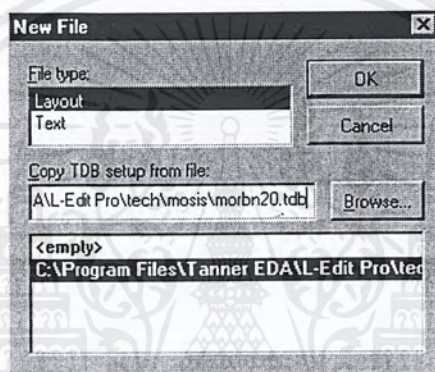 New File
File type:
Layout
Text
OK
Cancel
Copy TDB setup from file:
A\L-Edit Pro\tech\mosis\morbn20.tdb
Browse...
<empty>
C:\Program Files\Tanner EDA\L-Edit Pro\tec